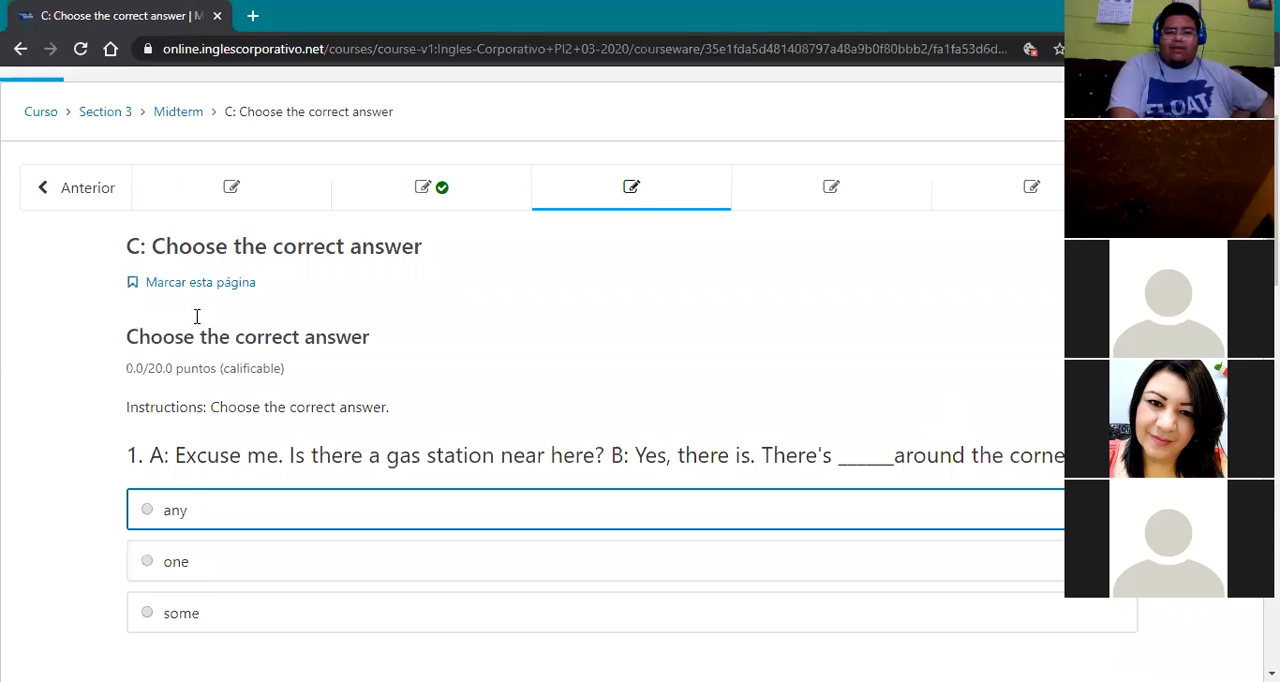 C: Choose the correct answer | M
online.inglescorporativo.net/courses/course-v1:Ingles-Corporativo+PI2+03-2020/courseware/35e1fda5d481408797a48a9b0f80bbb2/fa1fa53d6d...
Curso > Section 3 > Midterm > C: Choose the correct answer
Anterior
C: Choose the correct answer
Marcar esta página
Choose the correct answer
0.0/20.0 puntos (calificable)
Instructions: Choose the correct answer.
1. A: Excuse me. Is there a gas station near here? B: Yes, there is. There's ______around the corne
any
one
some
FLOAT